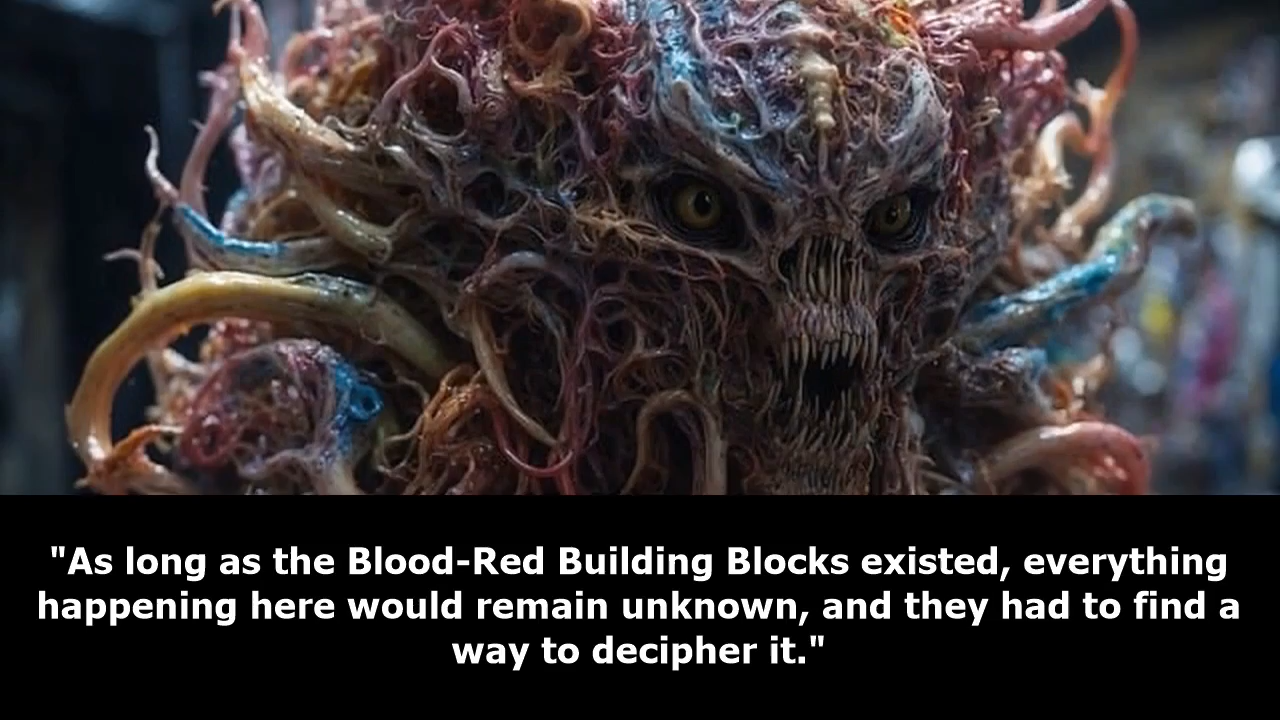 "As long as the Blood-Red Building Blocks existed, everything
happening here would remain unknown, and they had to find a
way to decipher it."